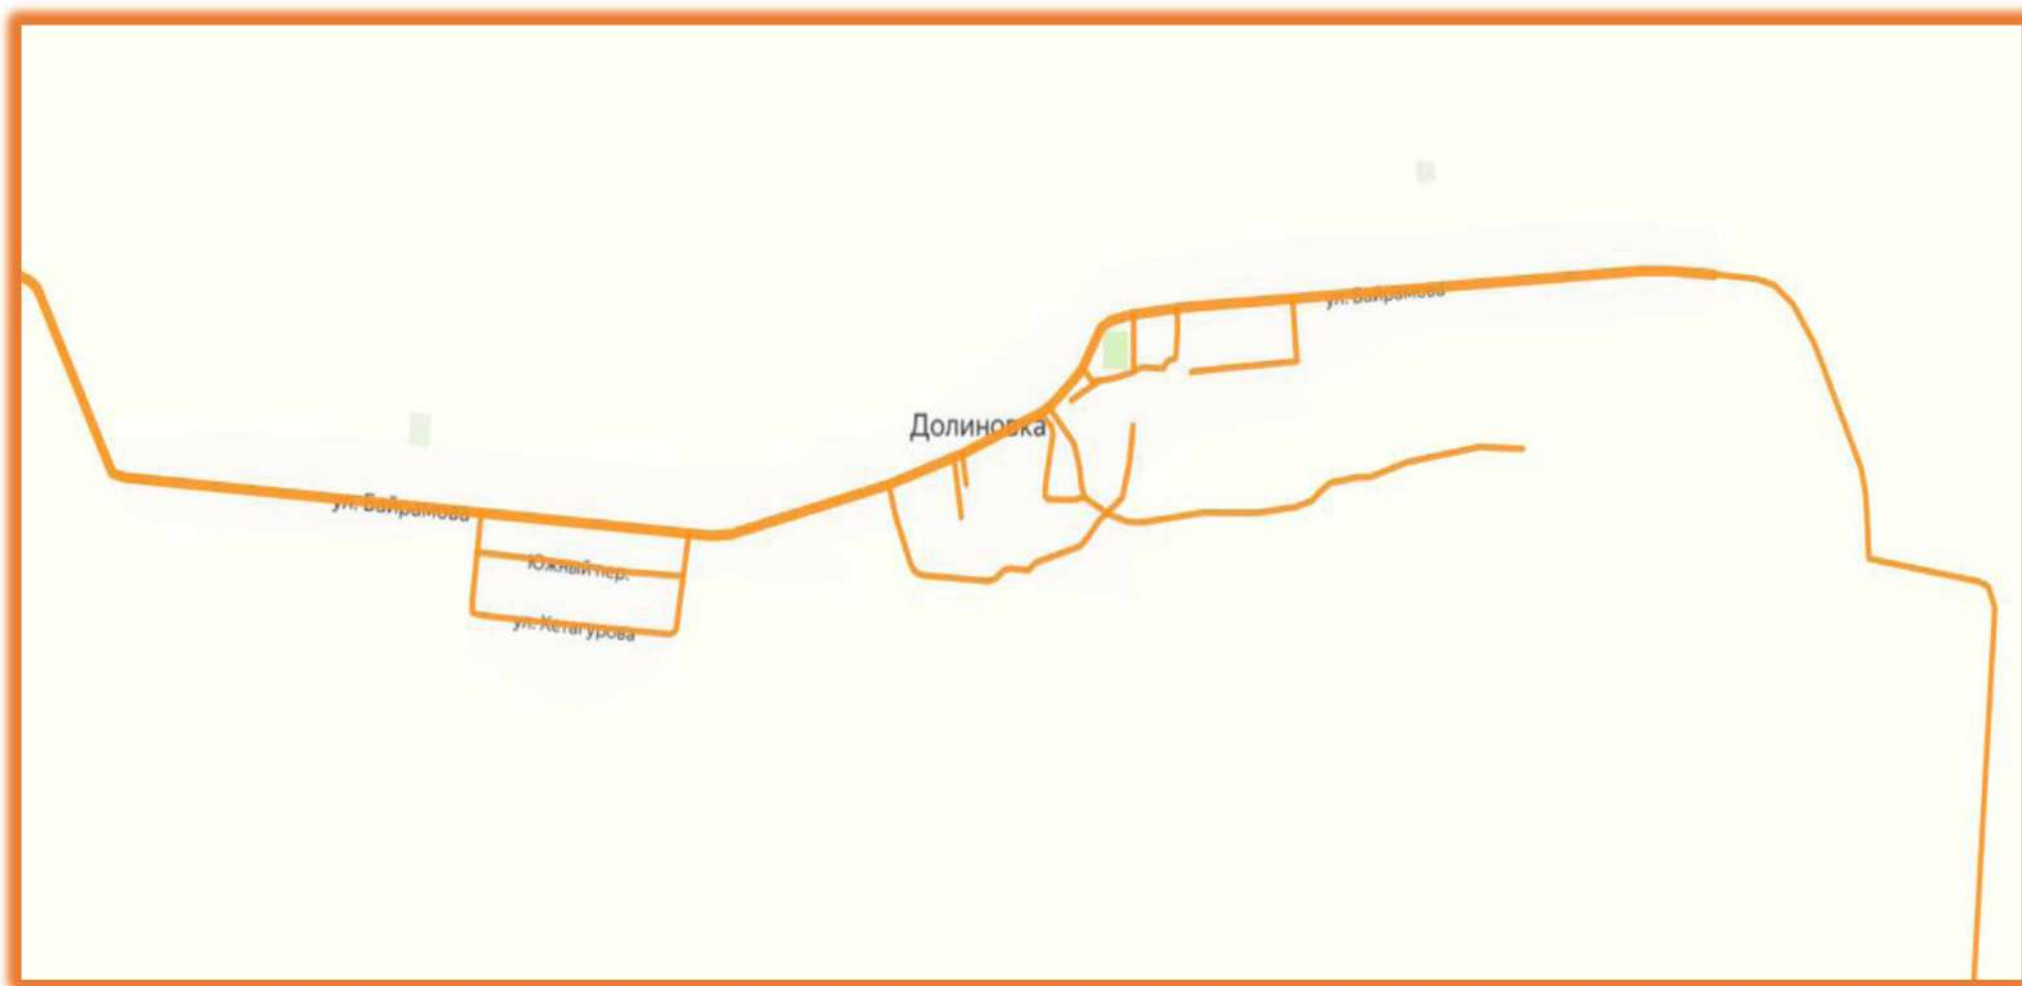 ул. Байрамова
Долиновка
ул. Байрамова
Южный пер.
ул. Хетагурова